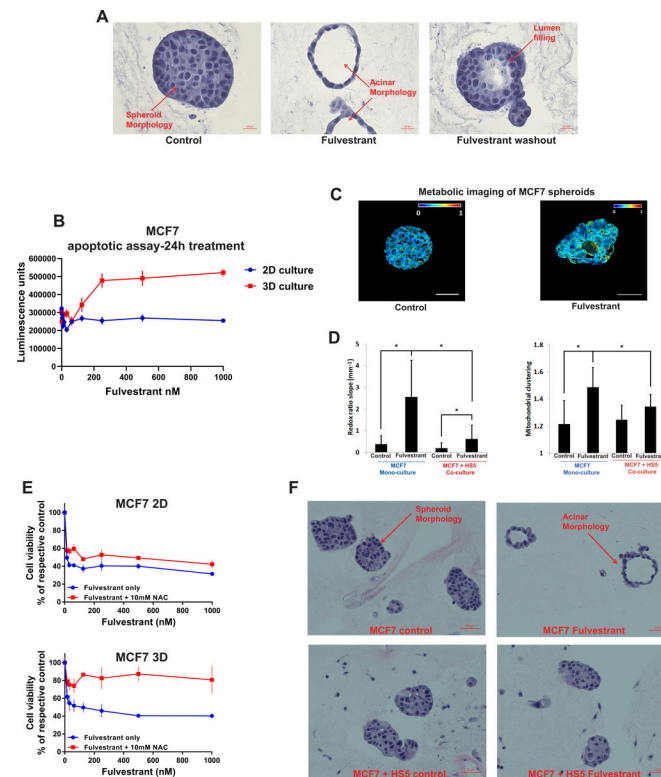 A
Spheroid
Morphology
Acinar
Morphology
Lumen
filling
Control
Fulvestrant
Fulvestrant washout
B
MCF7
apoptotic assay-24h treatment
Luminescence units
600000
500000
400000
300000
200000
100000
0
0 200 400 600 800 1000
Fulvestrant nM
2D culture
3D culture
C
Metabolic imaging of MCF7 spheroids
0 1
Control
Fulvestrant
D
Redox ratio slope (mm⁻¹)
5
4
3
2
1
0
*
*
*
Control Fulvestrant Control Fulvestrant
MCF7
Mono-culture
MCF7 + HS5
Co-culture
Mitochondrial clustering
1.8
1.6
1.4
1.2
1
*
*
Control Fulvestrant Control Fulvestrant
MCF7
Mono-culture
MCF7 + HS5
Co-culture
E
MCF7 2D
Cell viability
% of respective control
100
80
60
40
20
0
Fulvestrant only
Fulvestrant + 10mM NAC
0 200 400 600 800 1000
Fulvestrant (nM)
MCF7 3D
Cell viability
% of respective control
100
80
60
40
20
0
Fulvestrant only
Fulvestrant + 10mM NAC
0 200 400 600 800 1000
Fulvestrant (nM)
F
Spheroid
Morphology
MCF7 control
Acinar
Morphology
MCF7 Fulvestrant
MCF7 + HS5 control
MCF7 + HS5 Fulvestrant